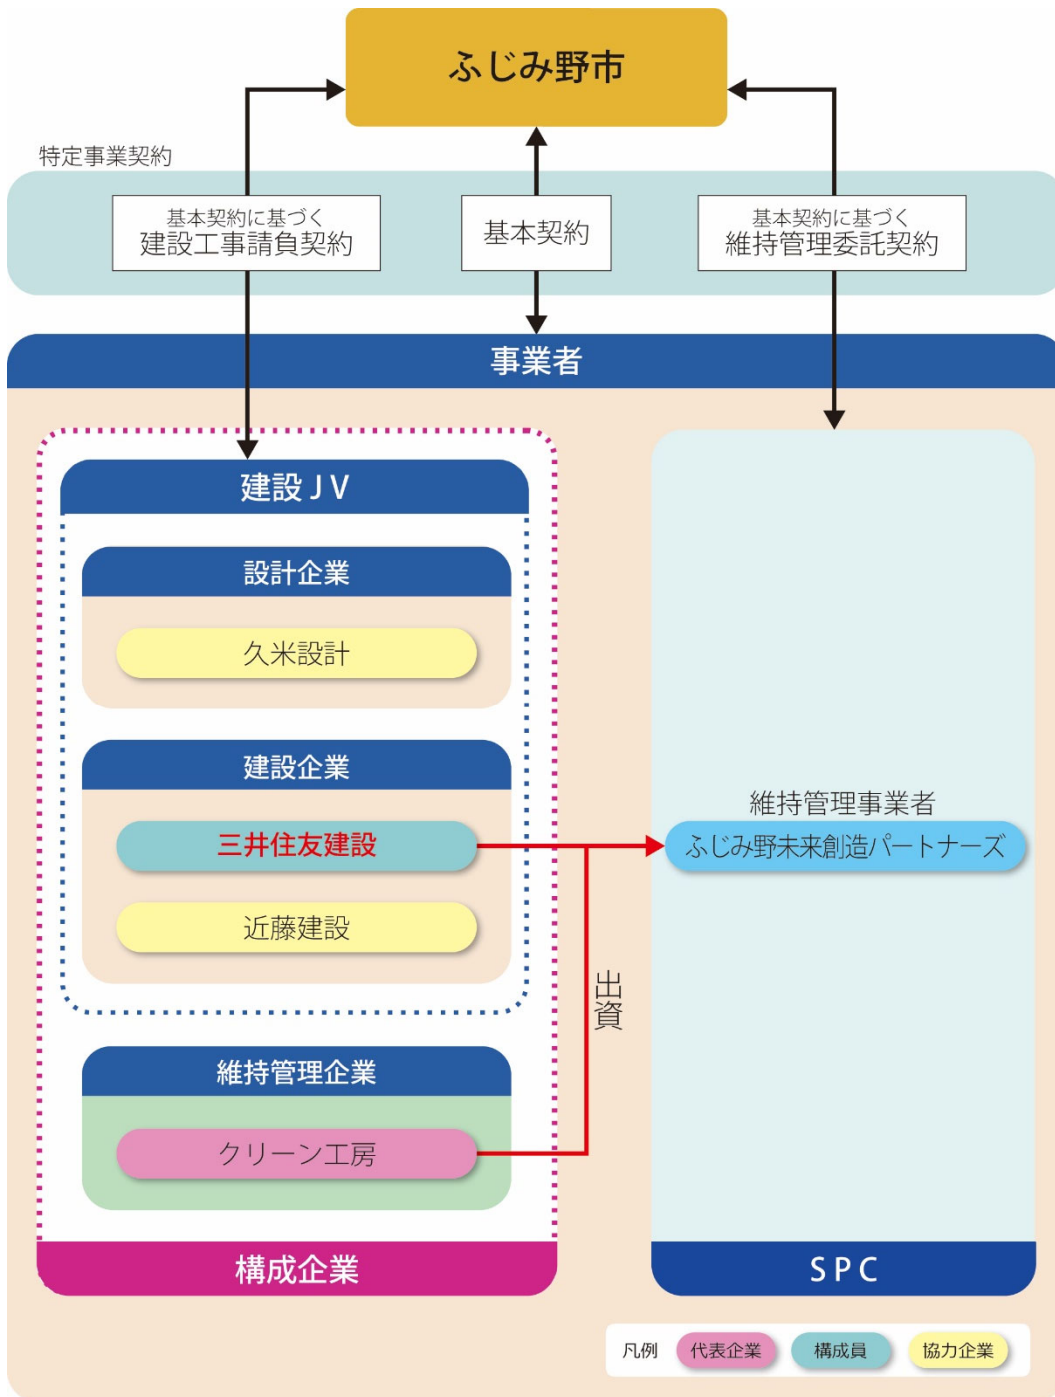 ふじみ野市
特定事業契約
基本契約に基づく
建設工事請負契約
基本契約
基本契約に基づく
維持管理委託契約
事業者
建設JV
設計企業
久米設計
建設企業
三井住友建設
近藤建設
維持管理企業
クリーン工房
構成企業
出資
維持管理事業者
ふじみ野未来創造パートナーズ
SPC
凡例
代表企業
構成員
協力企業